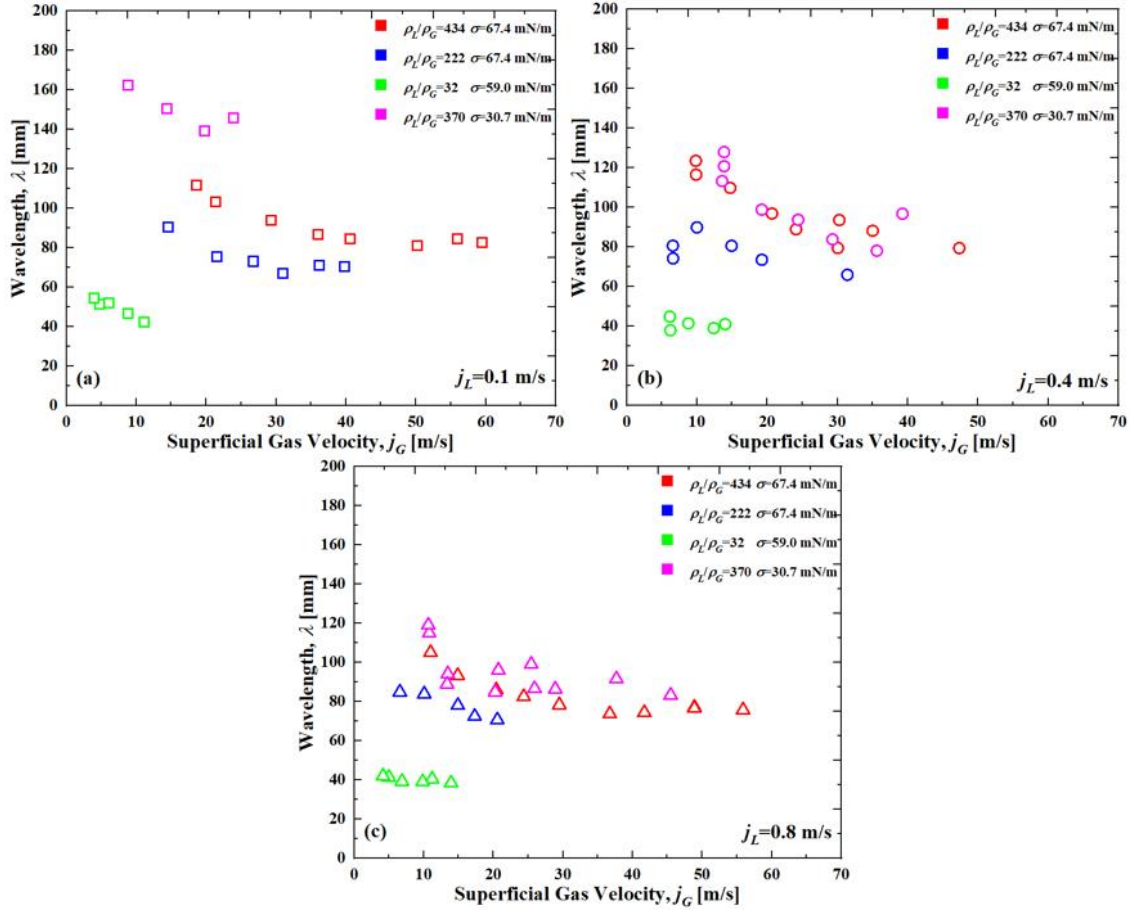 200
180
160
140
120
100
80
60
40
20
0
Wavelength, λ [mm]
ρL/ρG=434 σ=67.4 mN/m
ρL/ρG=222 σ=67.4 mN/m
ρL/ρG=32 σ=59.0 mN/m
ρL/ρG=370 σ=30.7 mN/m
(a)
jL=0.1 m/s
0 10 20 30 40 50 60 70
Superficial Gas Velocity, jG [m/s]
200
180
160
140
120
100
80
60
40
20
0
Wavelength, λ [mm]
ρL/ρG=434 σ=67.4 mN/m
ρL/ρG=222 σ=67.4 mN/m
ρL/ρG=32 σ=59.0 mN/m
ρL/ρG=370 σ=30.7 mN/m
(b)
jL=0.4 m/s
0 10 20 30 40 50 60 70
Superficial Gas Velocity, jG [m/s]
200
180
160
140
120
100
80
60
40
20
0
Wavelength, λ [mm]
ρL/ρG=434 σ=67.4 mN/m
ρL/ρG=222 σ=67.4 mN/m
ρL/ρG=32 σ=59.0 mN/m
ρL/ρG=370 σ=30.7 mN/m
(c)
jL=0.8 m/s
0 10 20 30 40 50 60 70
Superficial Gas Velocity, jG [m/s]